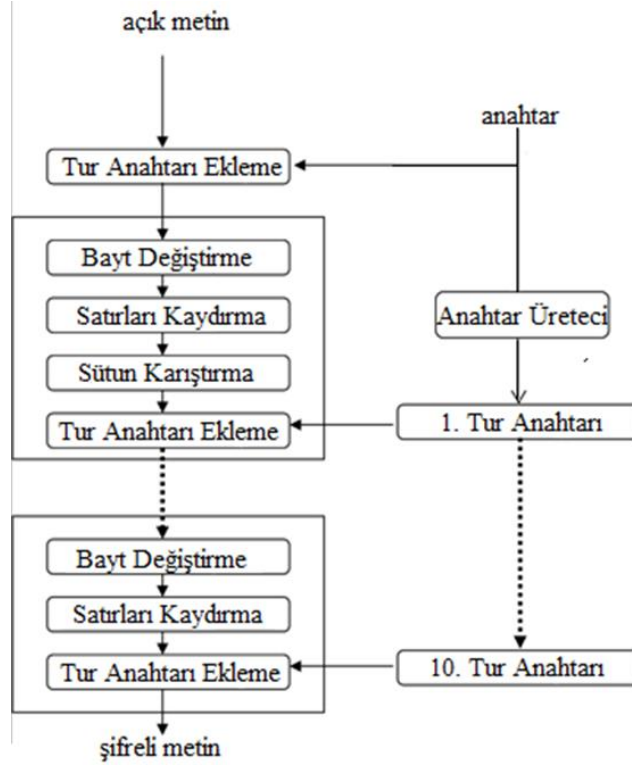 açık metin
anahtar
Tur Anahtarı Ekleme
Bayt Değiştirme
Satırları Kaydırma
Anahtar Üreteci
Sütun Karıştırma
Tur Anahtarı Ekleme
1. Tur Anahtarı
Bayt Değiştirme
Satırları Kaydırma
Tur Anahtarı Ekleme
10. Tur Anahtarı
şifreli metin